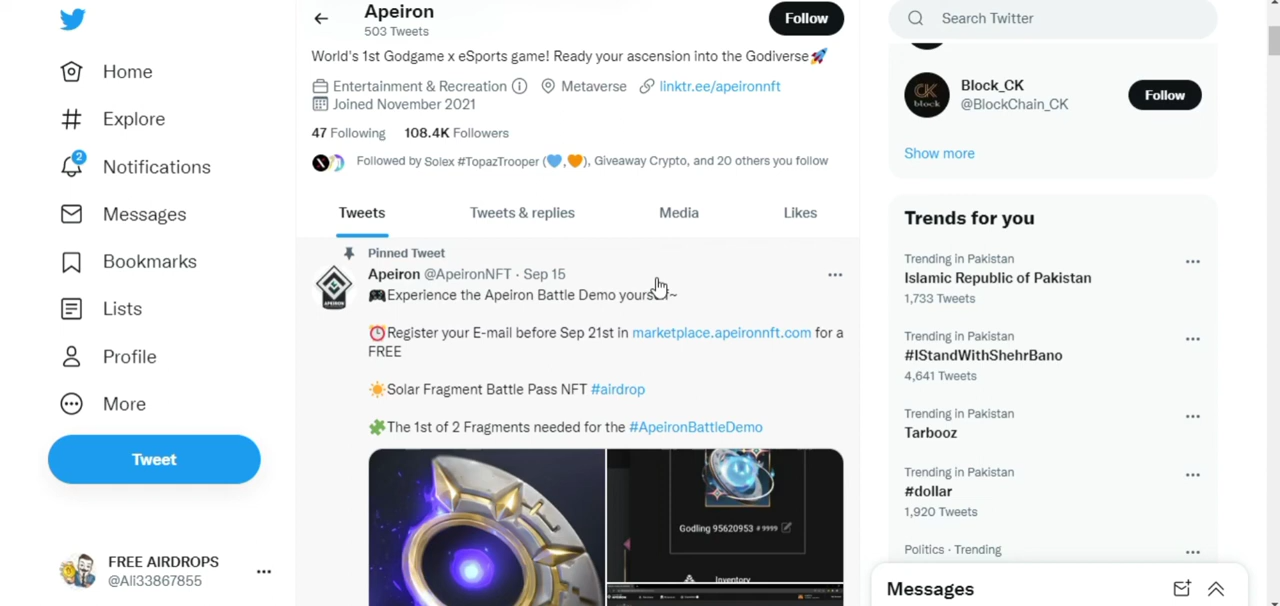 Home
Explore
2
Notifications
Messages
Bookmarks
Lists
Profile
More
Tweet
FREE AIRDROPS
@Ali33867855
Apeiron
503 Tweets
Follow
World's 1st Godgame x eSports game! Ready your ascension into the Godiverse🚀
Entertainment & Recreation Metaverse linktr.ee/apeironnft
Joined November 2021
47 Following 108.4K Followers
Followed by Solex #TopazTrooper (💙,🧡), Giveaway Crypto, and 20 others you follow
Tweets Tweets & replies Media Likes
Pinned Tweet
Apeiron @ApeironNFT · Sep 15
🎮Experience the Apeiron Battle Demo
⏰Register your E-mail before Sep 21st in marketplace.apeironnft.com for a
FREE
☀️Solar Fragment Battle Pass NFT #airdrop
🧩The 1st of 2 Fragments needed for the #ApeironBattleDemo
APEIRON
Godling 95620953 # 9999
Inventory
Search Twitter
CK
block
Block_CK
@BlockChain_CK
Follow
Show more
Trends for you
Trending in Pakistan
Islamic Republic of Pakistan
1,733 Tweets
Trending in Pakistan
#IStandWithShehrBano
4,641 Tweets
Trending in Pakistan
Tarbooz
Trending in Pakistan
#dollar
1,920 Tweets
Politics · Trending
Messages